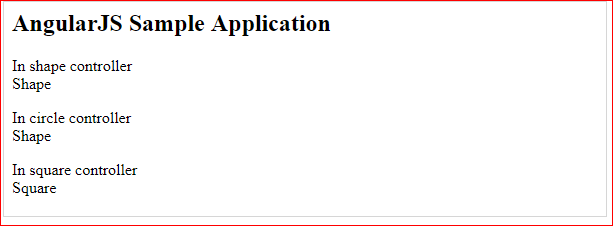 AngularJS Sample Application
In shape controller
Shape
In circle controller
Shape
In square controller
Square